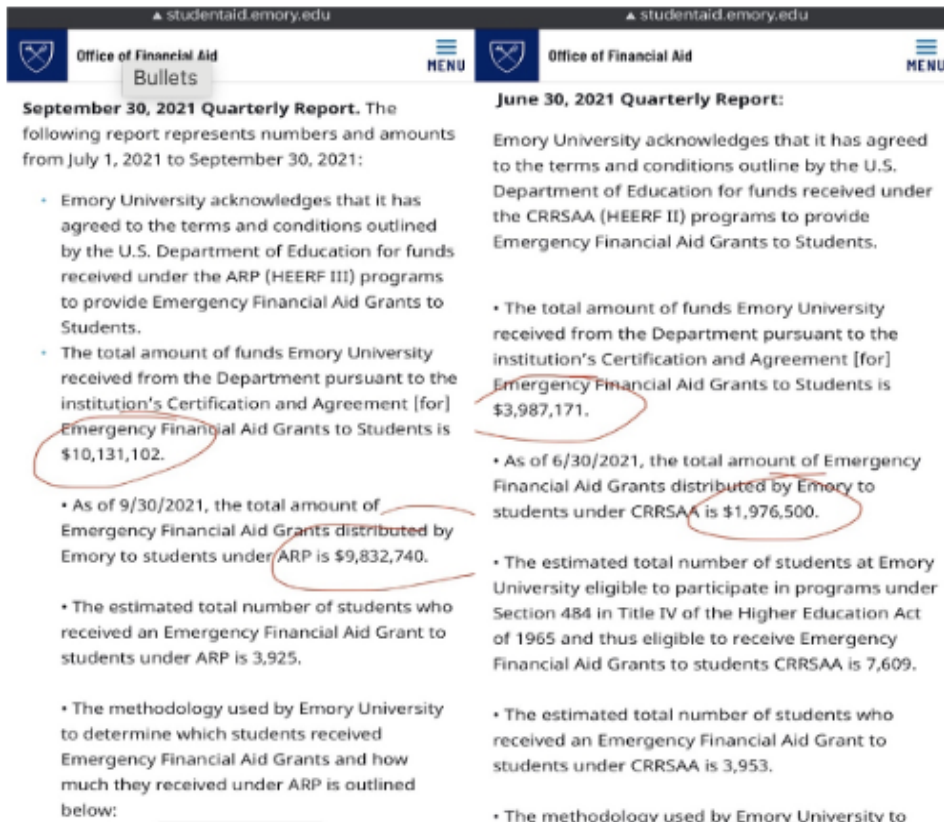 ▲ studentaid.emory.edu
Office of Financial Aid
MENU
Bullets
September 30, 2021 Quarterly Report. The
following report represents numbers and amounts
from July 1, 2021 to September 30, 2021:
• Emory University acknowledges that it has
agreed to the terms and conditions outlined
by the U.S. Department of Education for funds
received under the ARP (HEERF III) programs
to provide Emergency Financial Aid Grants to
Students.
• The total amount of funds Emory University
received from the Department pursuant to the
institution's Certification and Agreement [for]
Emergency Financial Aid Grants to Students is
$10,131,102.
• As of 9/30/2021, the total amount of
Emergency Financial Aid Grants distributed by
Emory to students under ARP is $9,832,740.
• The estimated total number of students who
received an Emergency Financial Aid Grant to
students under ARP is 3,925.
• The methodology used by Emory University
to determine which students received
Emergency Financial Aid Grants and how
much they received under ARP is outlined
below:
▲ studentaid.emory.edu
Office of Financial Aid
MENU
June 30, 2021 Quarterly Report:
Emory University acknowledges that it has agreed
to the terms and conditions outline by the U.S.
Department of Education for funds received under
the CRRSAA (HEERF II) programs to provide
Emergency Financial Aid Grants to Students.
• The total amount of funds Emory University
received from the Department pursuant to the
institution's Certification and Agreement [for]
Emergency Financial Aid Grants to Students is
$3,987,171.
• As of 6/30/2021, the total amount of Emergency
Financial Aid Grants distributed by Emory to
students under CRRSAA is $1,976,500.
• The estimated total number of students at Emory
University eligible to participate in programs under
Section 484 in Title IV of the Higher Education Act
of 1965 and thus eligible to receive Emergency
Financial Aid Grants to students CRRSAA is 7,609.
• The estimated total number of students who
received an Emergency Financial Aid Grant to
students under CRRSAA is 3,953.
• The methodology used by Emory University to